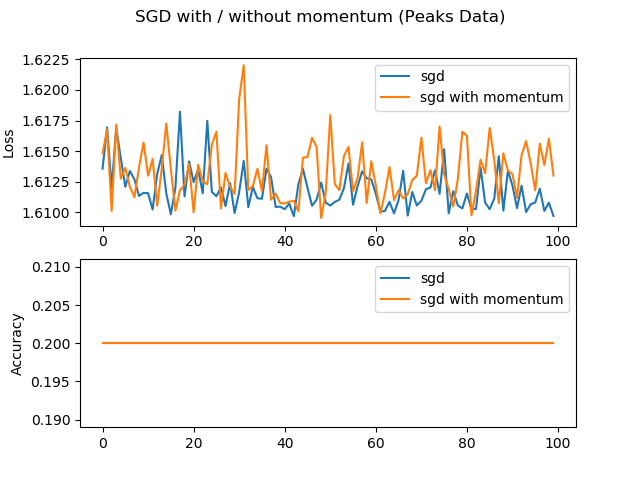 SGD with / without momentum (Peaks Data)
1.6225
1.6200
1.6175
1.6150
1.6125
1.6100
Loss
sgd
sgd with momentum
0 20 40 60 80 100
0.210
0.205
0.200
0.195
0.190
Accuracy
sgd
sgd with momentum
0 20 40 60 80 100